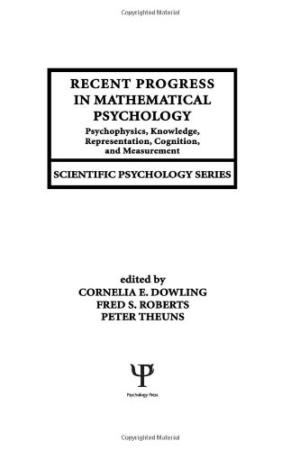 RECENT PROGRESS
IN MATHEMATICAL
PSYCHOLOGY
Psychophysics, Knowledge,
Representation, Cognition,
and Measurement
SCIENTIFIC PSYCHOLOGY SERIES
edited by
CORNELIA E. DOWLING
FRED S. ROBERTS
PETER THEUNS
Psychology Press
Copyrighted Material